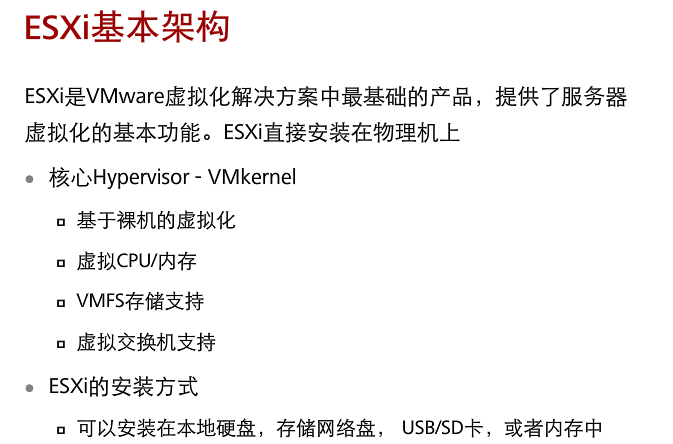 ESXi基本架构
ESXi是VMware虚拟化解决方案中最基础的产品，提供了服务器
虚拟化的基本功能。ESXi直接安装在物理机上
核心Hypervisor - VMkernel
基于裸机的虚拟化
虚拟CPU/内存
VMFS存储支持
虚拟交换机支持
ESXi的安装方式
可以安装在本地硬盘，存储网络盘， USB/SD卡，或者内存中